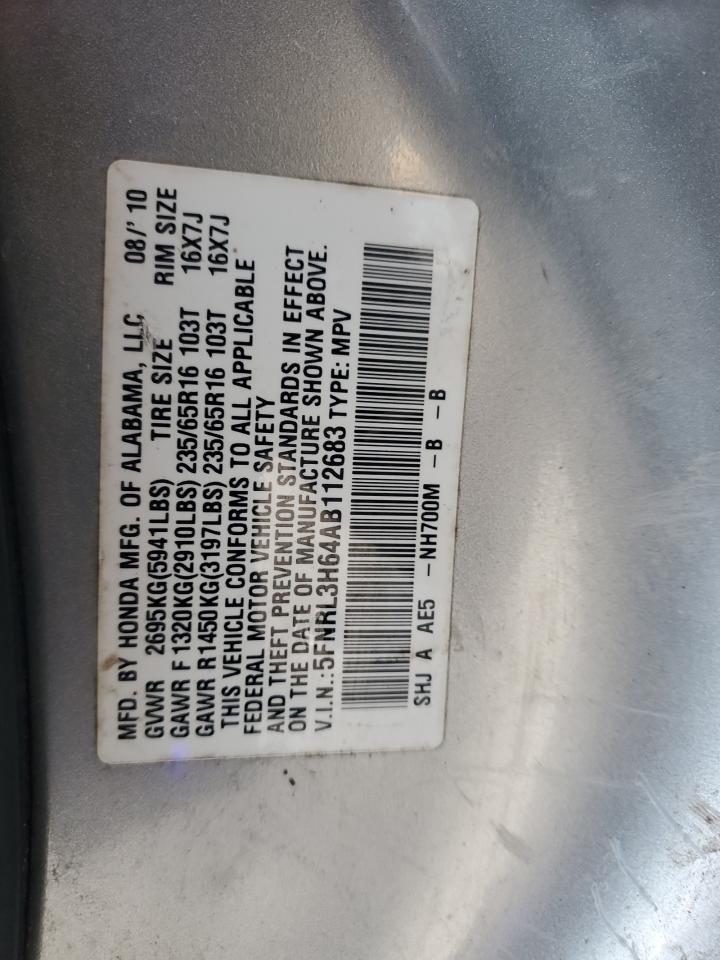 MFD. BY HONDA MFG. OF ALABAMA, LLC 08/'10
GVWR 2695KG(5941LBS) TIRE SIZE RIM SIZE
GAWR F 1320KG(2910LBS) 235/65R16 103T 16X7J
GAWR R 1450KG(3197LBS) 235/65R16 103T 16X7J
THIS VEHICLE CONFORMS TO ALL APPLICABLE
FEDERAL MOTOR VEHICLE SAFETY
AND THEFT PREVENTION STANDARDS IN EFFECT
ON THE DATE OF MANUFACTURE SHOWN ABOVE.
V.I.N.:5FNRL3H64AB112683 TYPE: MPV
SHJ A AE5 -NH700M -B -B